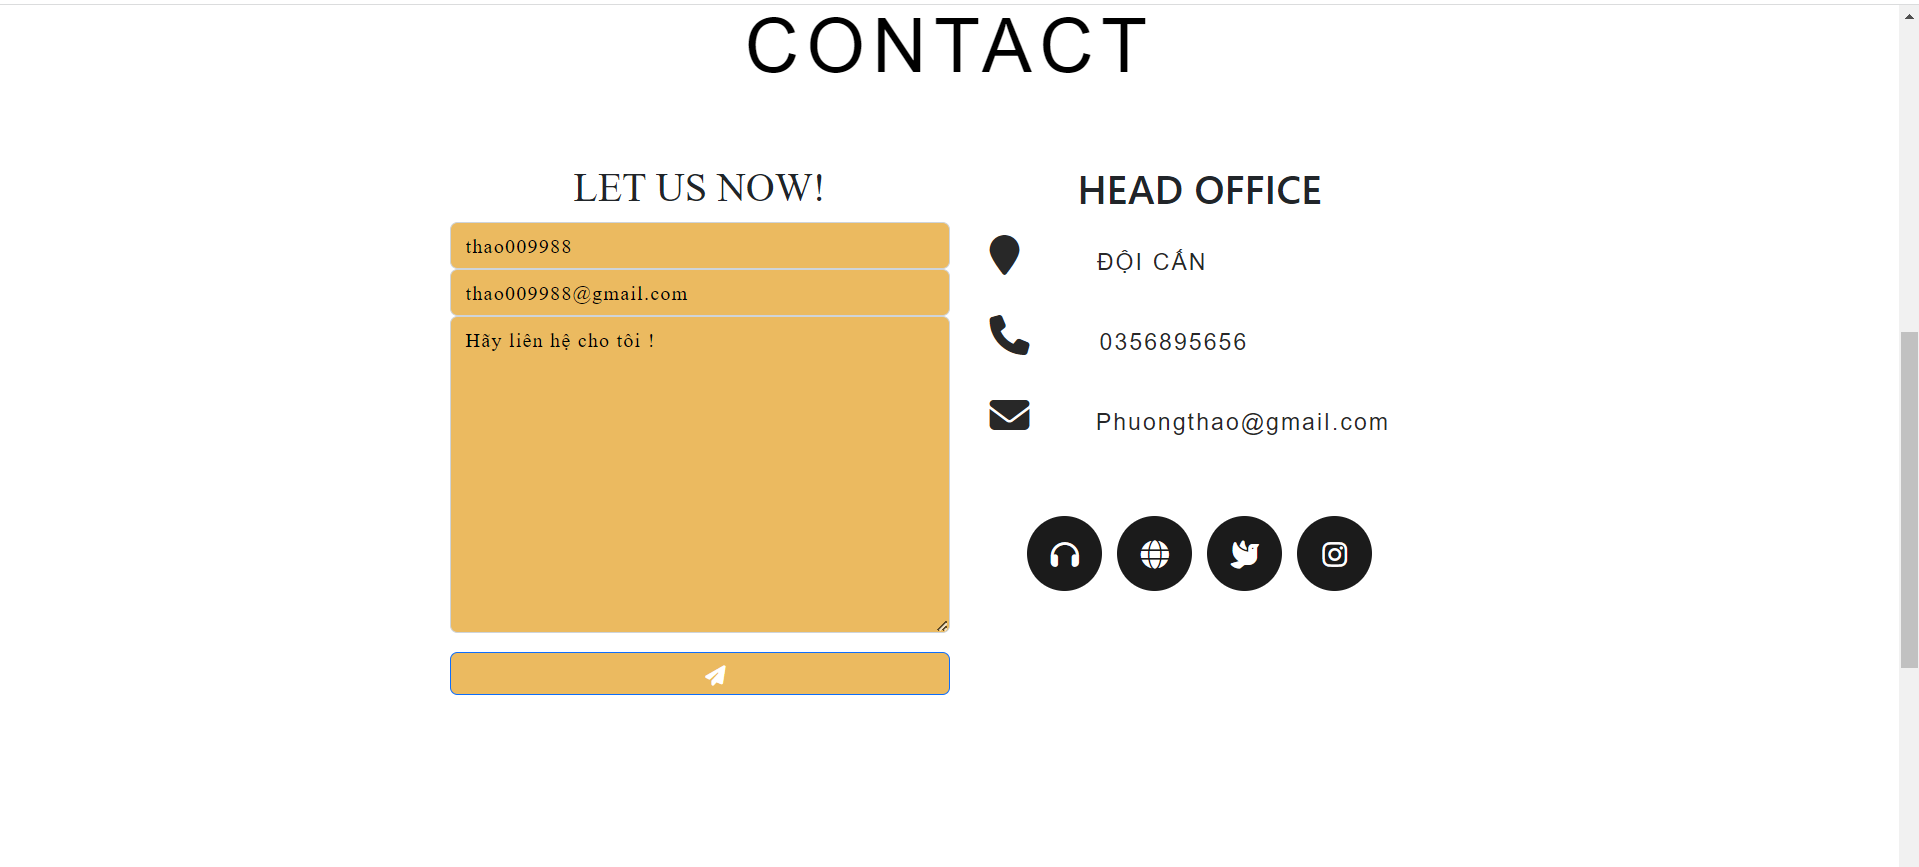 CONTACT
LET US NOW!
thao009988
thao009988@gmail.com
Hãy liên hệ cho tôi !
HEAD OFFICE
ĐỘI CẤN
0356895656
Phuongthao@gmail.com